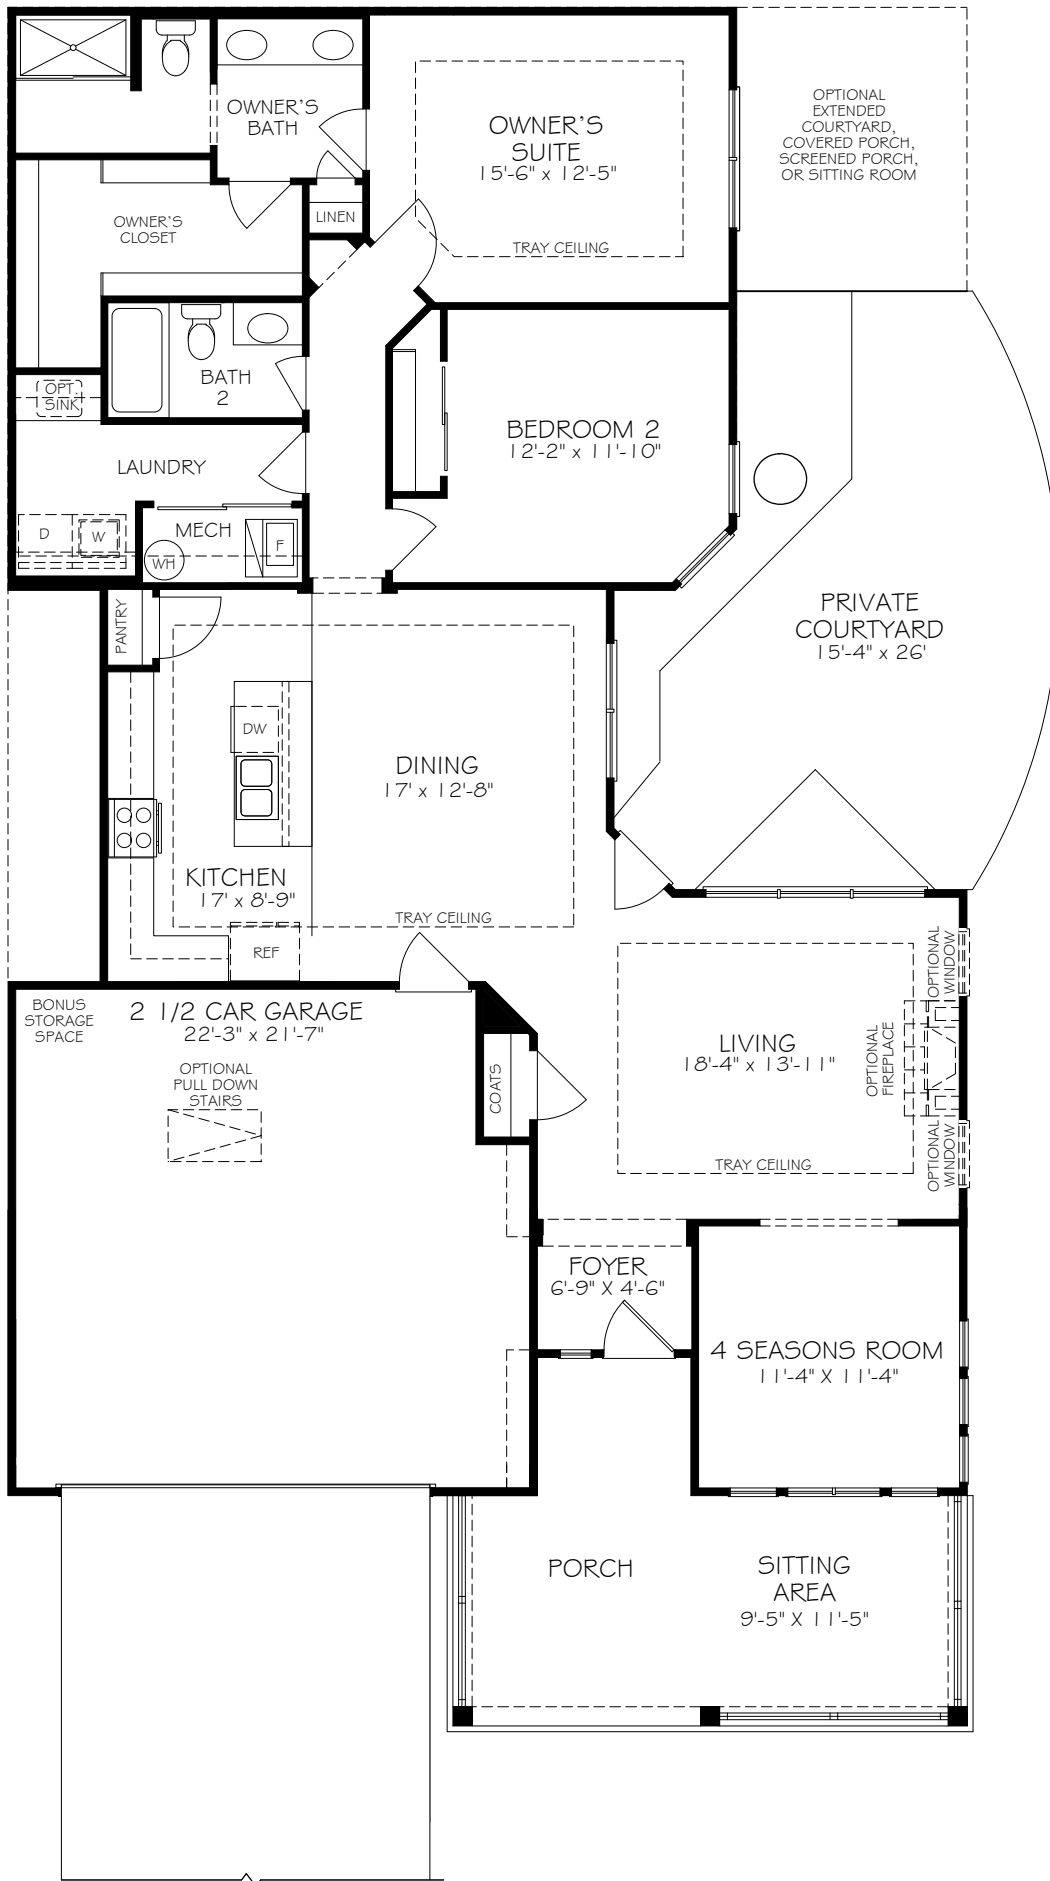 OWNER'S
BATH
OWNER'S
SUITE
15'-6" x 12'-5"
TRAY CEILING
OPTIONAL
EXTENDED
COURTYARD,
COVERED PORCH,
SCREENED PORCH,
OR SITTING ROOM
OWNER'S
CLOSET
LINEN
BATH
2
OPT.
SINK
LAUNDRY
D
W
MECH
WH
F
BEDROOM 2
12'-2" x 11'-10"
PRIVATE
COURTYARD
15'-4" x 26'
PANTRY
DW
DINING
17' x 12'-8"
KITCHEN
17' x 8'-9"
TRAY CEILING
REF
BONUS
STORAGE
SPACE
2 1/2 CAR GARAGE
22'-3" x 21'-7"
OPTIONAL
PULL DOWN
STAIRS
COATS
LIVING
18'-4" x 13'-11"
TRAY CEILING
OPTIONAL
WINDOW
OPTIONAL
FIREPLACE
OPTIONAL
WINDOW
FOYER
6'-9" X 4'-6"
4 SEASONS ROOM
11'-4" X 11'-4"
PORCH
SITTING
AREA
9'-5" X 11'-5"